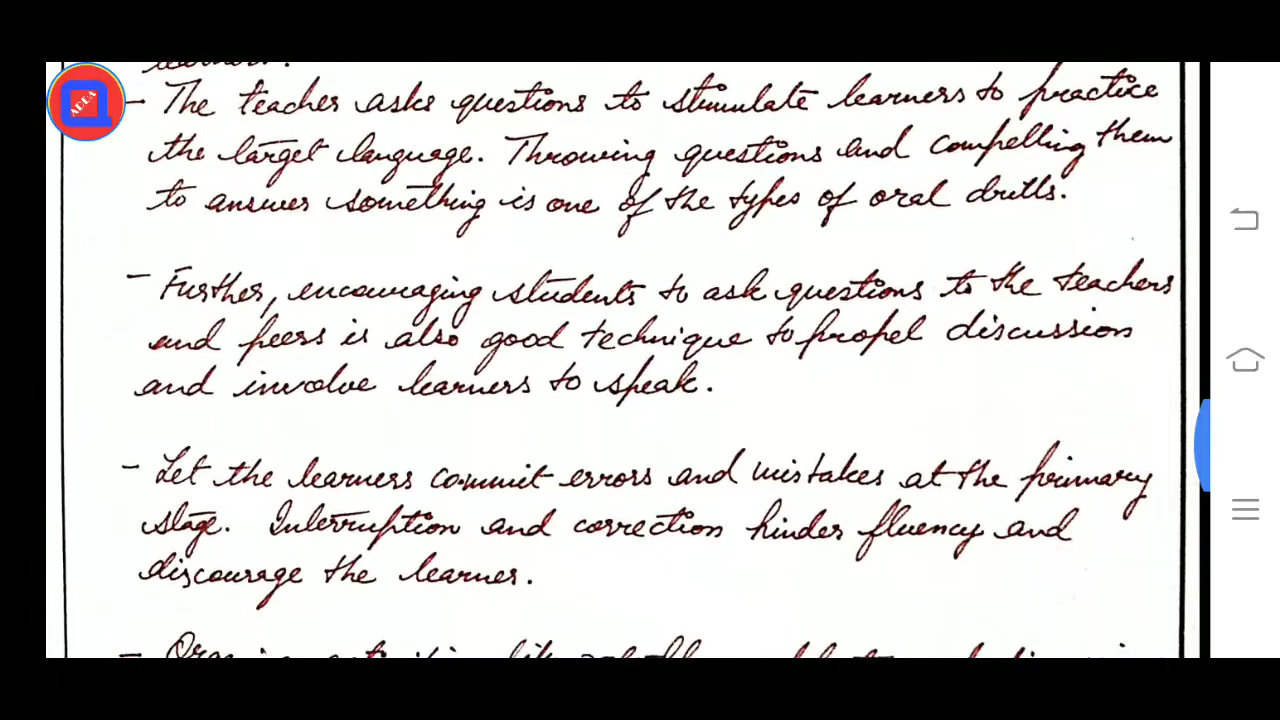 learner.
- The teacher asks questions to stimulate learners to practice
the target language. Throwing questions and compelling them
to answer something is one of the types of oral drills.
- Further, encouraging students to ask questions to the teachers
and peers is also good technique to propel discussion
and involve learners to speak.
- Let the learners commit errors and mistakes at the primary
stage. Interruption and correction hinder fluency and
discourage the learner.
ADDA